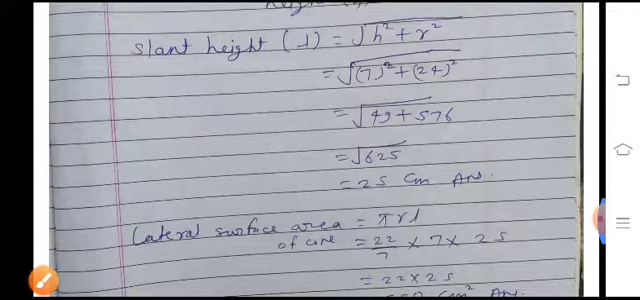 Slant height (l) = √h² + r²
= √(7)² + (24)²
= √49 + 576
= √625
= 25 cm Ans.
Lateral surface area = πrl
of cone = 22/7 × 7 × 25
= 22 × 25